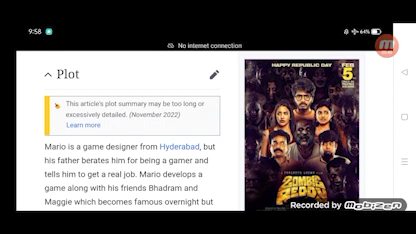 9:58
64%
No internet connection
Plot
This article's plot summary may be too long or
excessively detailed. (November 2022)
Learn more
Mario is a game designer from Hyderabad, but
his father berates him for being a gamer and
tells him to get a real job. Mario develops a
game along with his friends Bhadram and
Maggie which becomes famous overnight but
HAPPY REPUBLIC DAY
FEB
5
ZOMBIE
REDDY
Recorded by mobizen